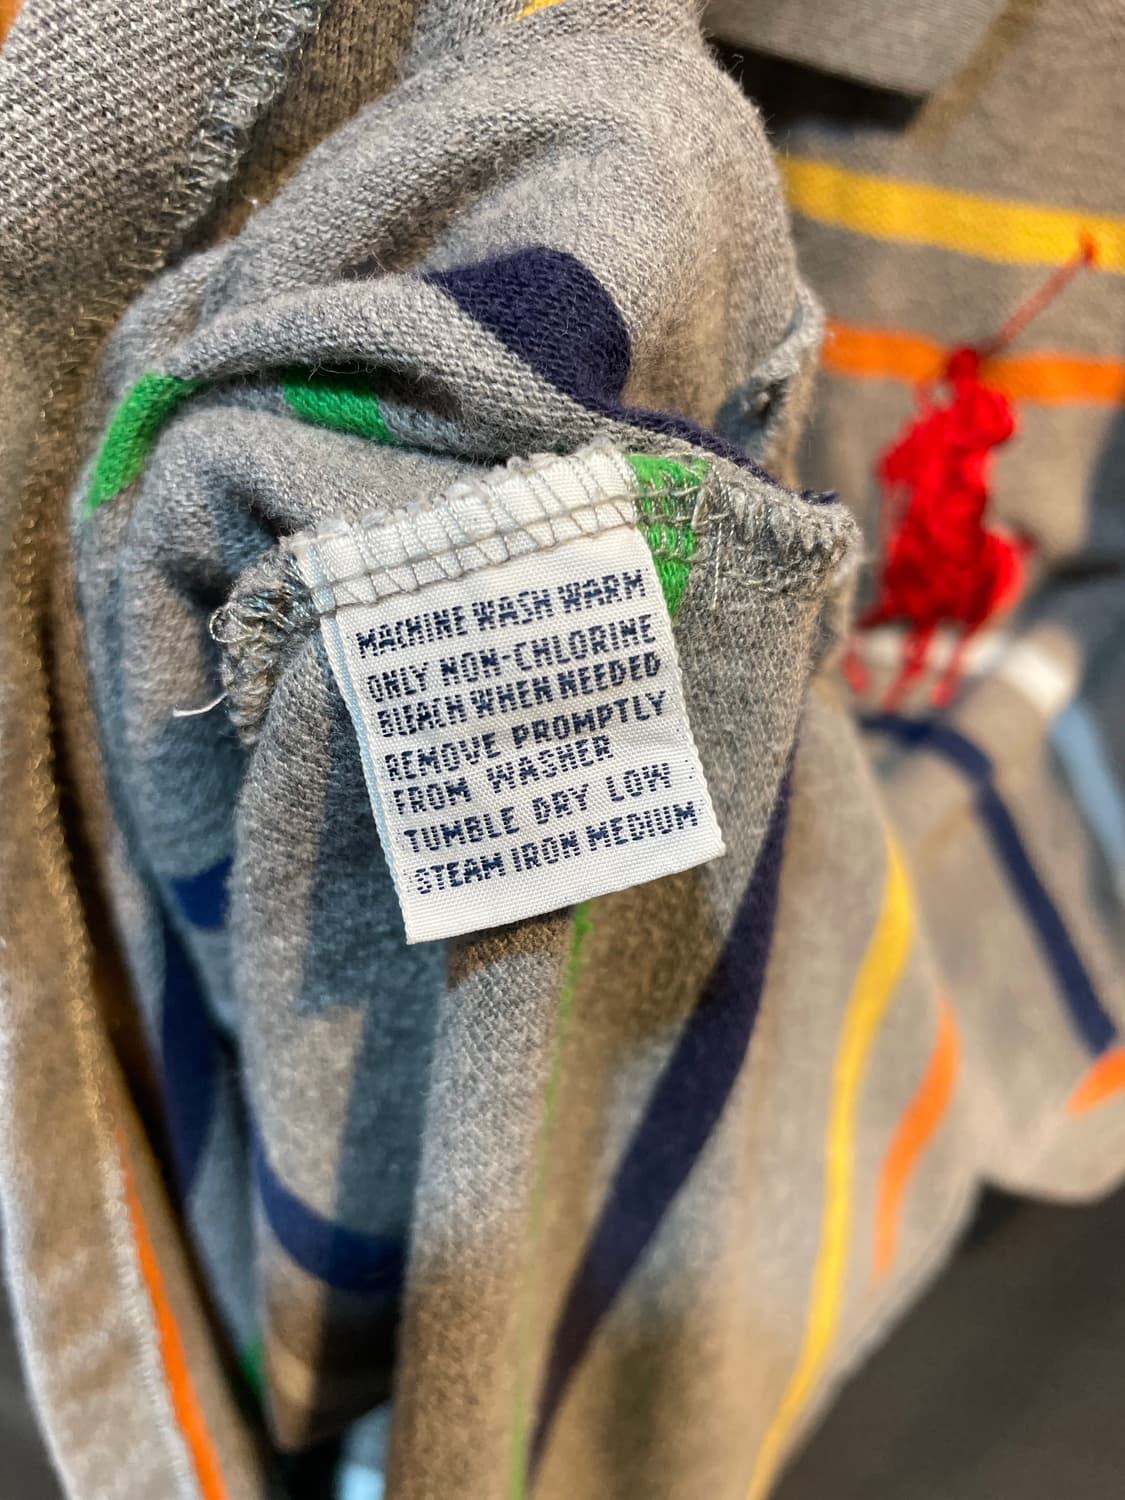 MACHINE WASH WARM
ONLY NON-CHLORINE
BLEACH WHEN NEEDED
REMOVE PROMPTLY
FROM WASHER
TUMBLE DRY LOW
STEAM IRON MEDIUM